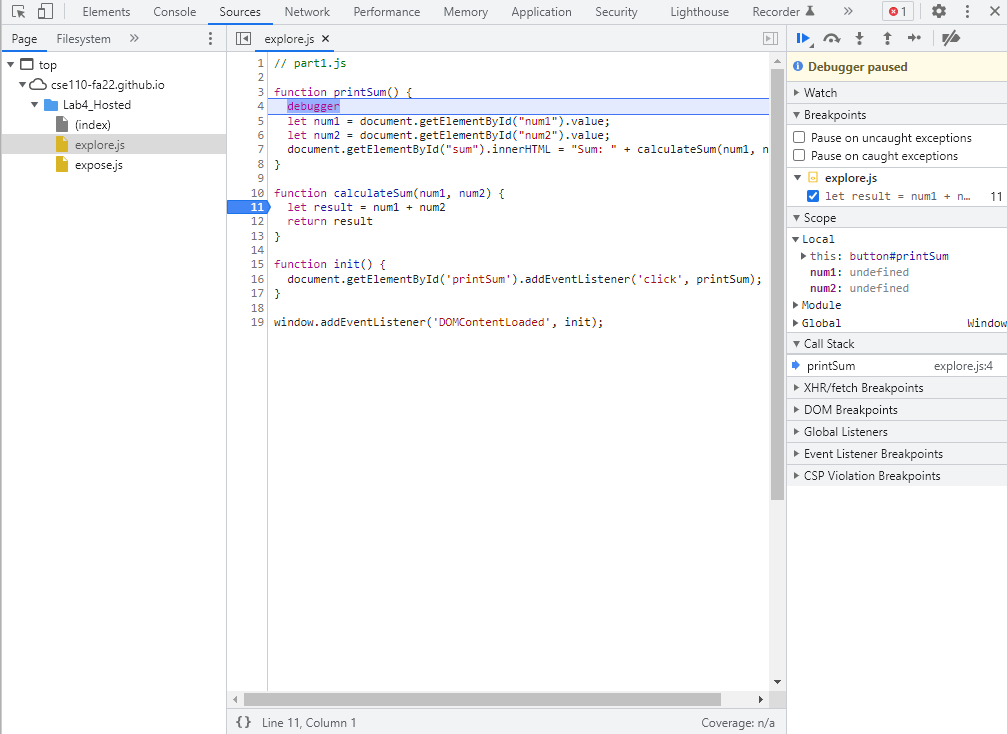 Elements Console Sources Network Performance Memory Application Security Lighthouse Recorder » 1
Page Filesystem »
explore.js ×
top
cse110-fa22.github.io
Lab4_Hosted
(index)
explore.js
expose.js
1 // part1.js
2
3 function printSum() {
4 debugger
5 let num1 = document.getElementById("num1").value;
6 let num2 = document.getElementById("num2").value;
7 document.getElementById("sum").innerHTML = "Sum: " + calculateSum(num1, n
8 }
9
10 function calculateSum(num1, num2) {
11 let result = num1 + num2
12 return result
13 }
14
15 function init() {
16 document.getElementById('printSum').addEventListener('click', printSum);
17 }
18
19 window.addEventListener('DOMContentLoaded', init);
{} Line 11, Column 1 Coverage: n/a
Debugger paused
Watch
Breakpoints
Pause on uncaught exceptions
Pause on caught exceptions
explore.js
let result = num1 + n… 11
Scope
Local
this: button#printSum
num1: undefined
num2: undefined
Module
Global Window
Call Stack
printSum explore.js:4
XHR/fetch Breakpoints
DOM Breakpoints
Global Listeners
Event Listener Breakpoints
CSP Violation Breakpoints